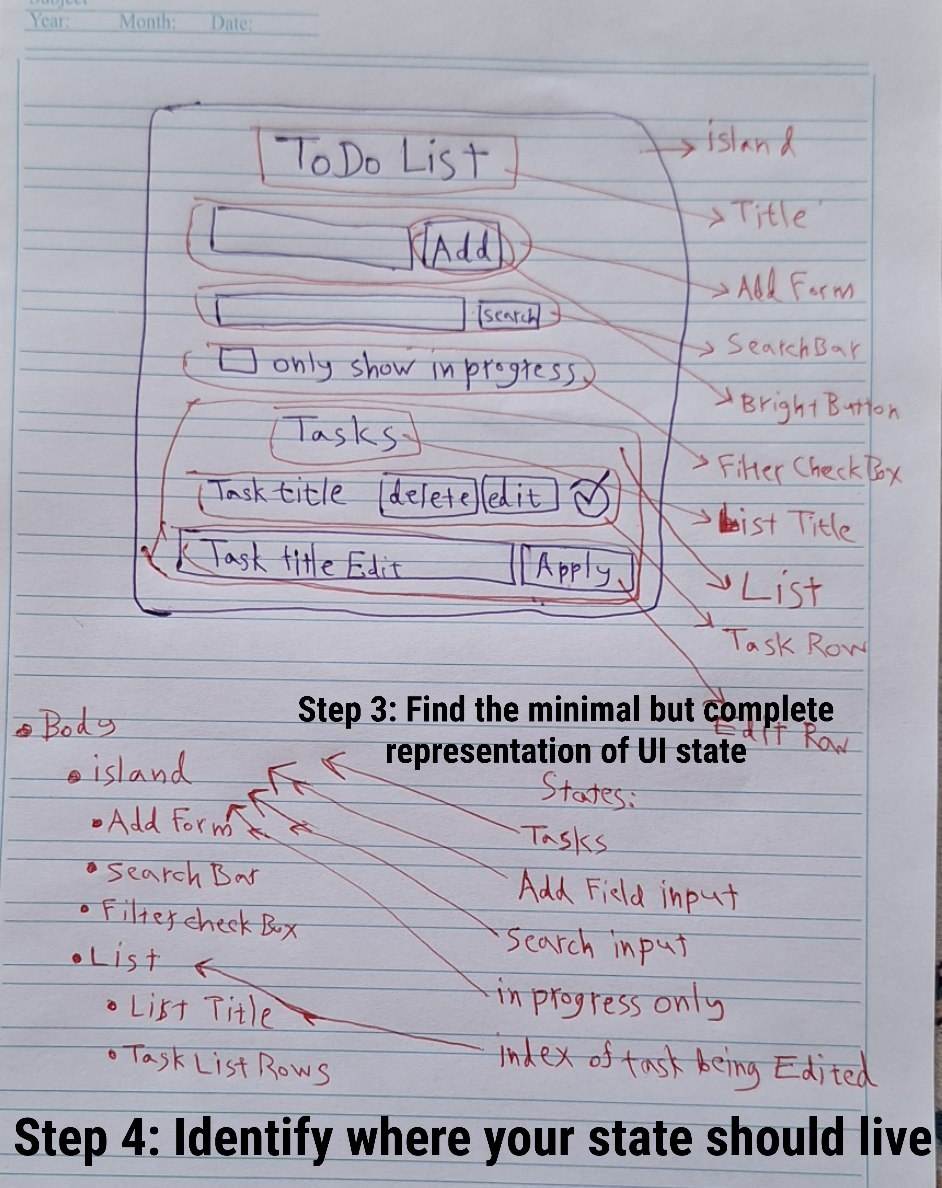 Subject
Year: Month: Date:
ToDo List
island
Title
Add
Add Form
search
SearchBar
only show in progress
Bright Button
Tasks
Filter CheckBox
Task title delete edit
List Title
Task title Edit Apply
List
Task Row
Edit Row
Step 3: Find the minimal but complete
representation of UI state
Body
island
States:
Add Form
Tasks
Search Bar
Add Field input
Filter check Box
Search input
List
in progress only
List Title
index of task being Edited
Task List Rows
Step 4: Identify where your state should live